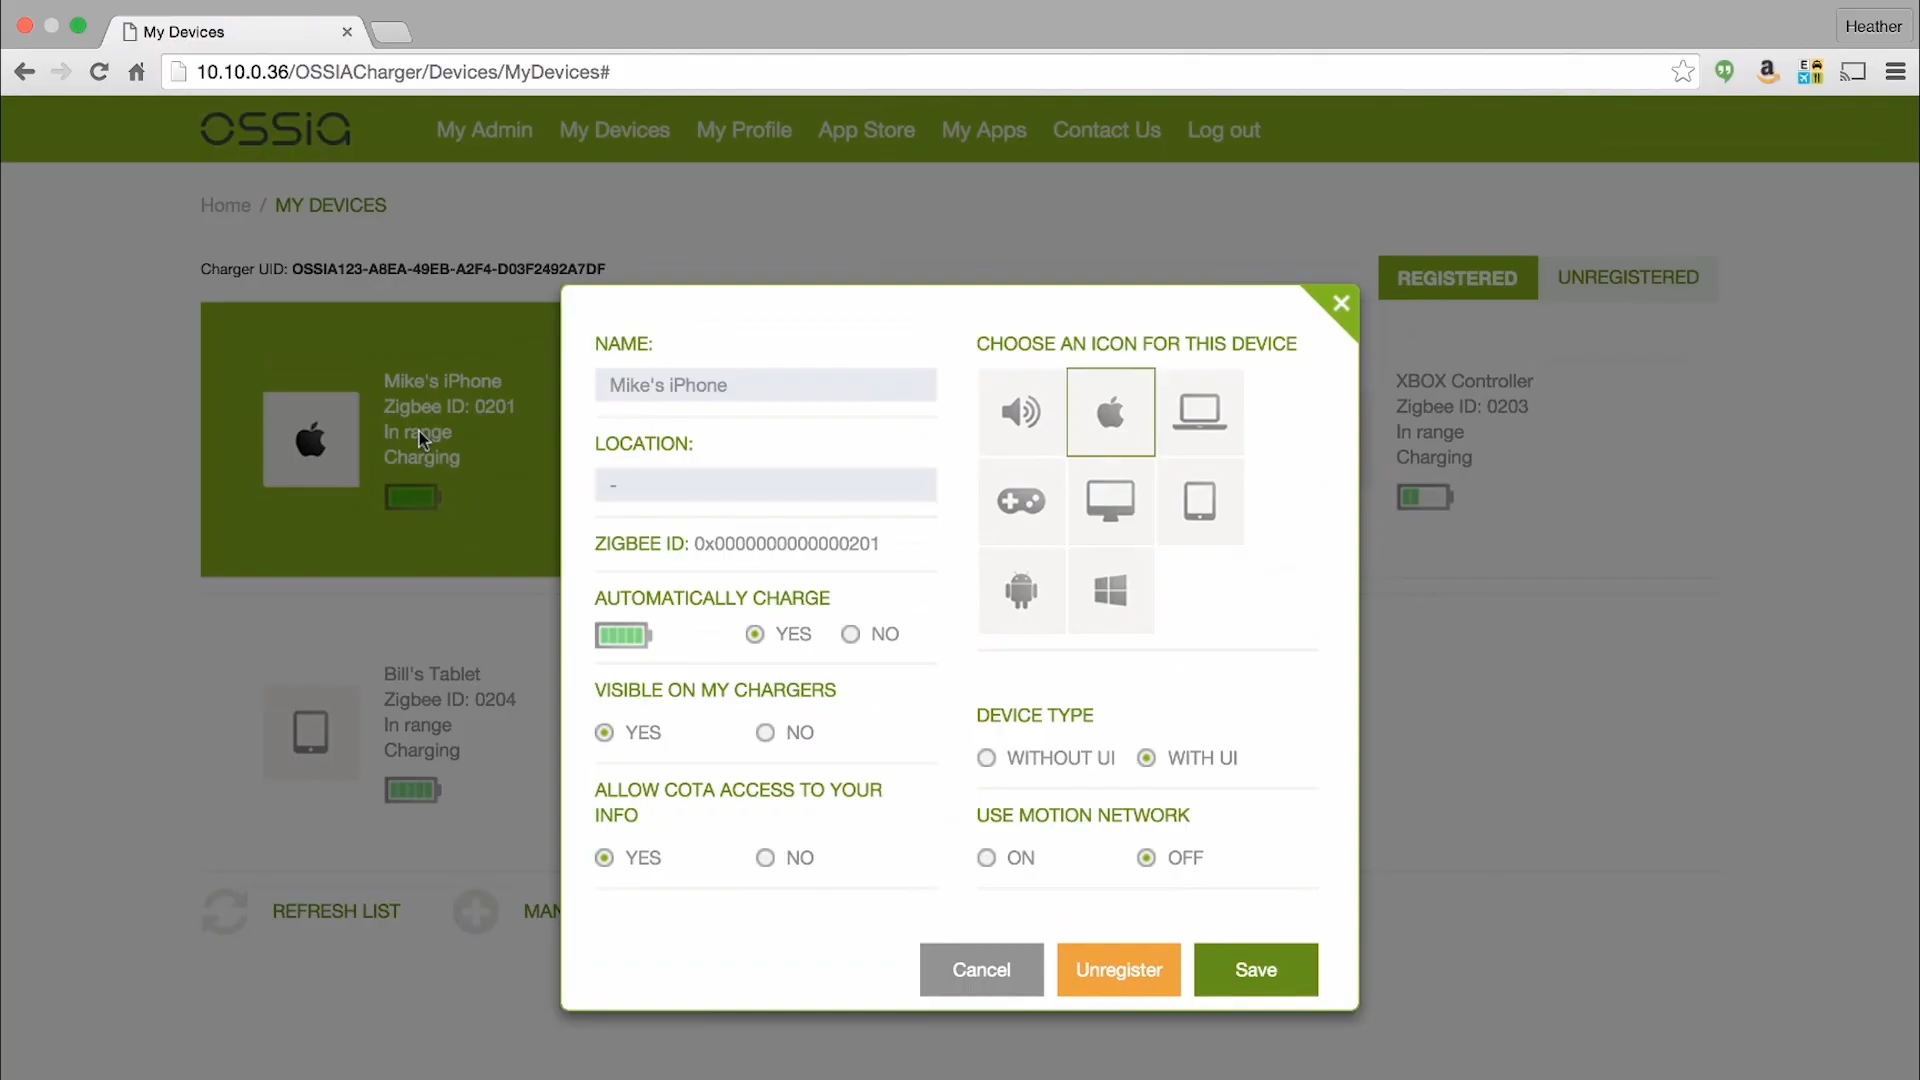 My Devices
Heather
10.10.0.36/OSSIACharger/Devices/MyDevices#
ossia
My Admin My Devices My Profile App Store My Apps Contact Us Log out
Home / MY DEVICES
Charger UID: OSSIA123-A8EA-49EB-A2F4-D03F2492A7DF
REGISTERED UNREGISTERED
Mike's iPhone
Zigbee ID: 0201
In range
Charging
NAME:
Mike's iPhone
LOCATION:
-
ZIGBEE ID: 0x0000000000000201
AUTOMATICALLY CHARGE
YES NO
VISIBLE ON MY CHARGERS
YES NO
ALLOW COTA ACCESS TO YOUR
INFO
YES NO
CHOOSE AN ICON FOR THIS DEVICE
DEVICE TYPE
WITHOUT UI WITH UI
USE MOTION NETWORK
ON OFF
Cancel Unregister Save
XBOX Controller
Zigbee ID: 0203
In range
Charging
Bill's Tablet
Zigbee ID: 0204
In range
Charging
REFRESH LIST MAN